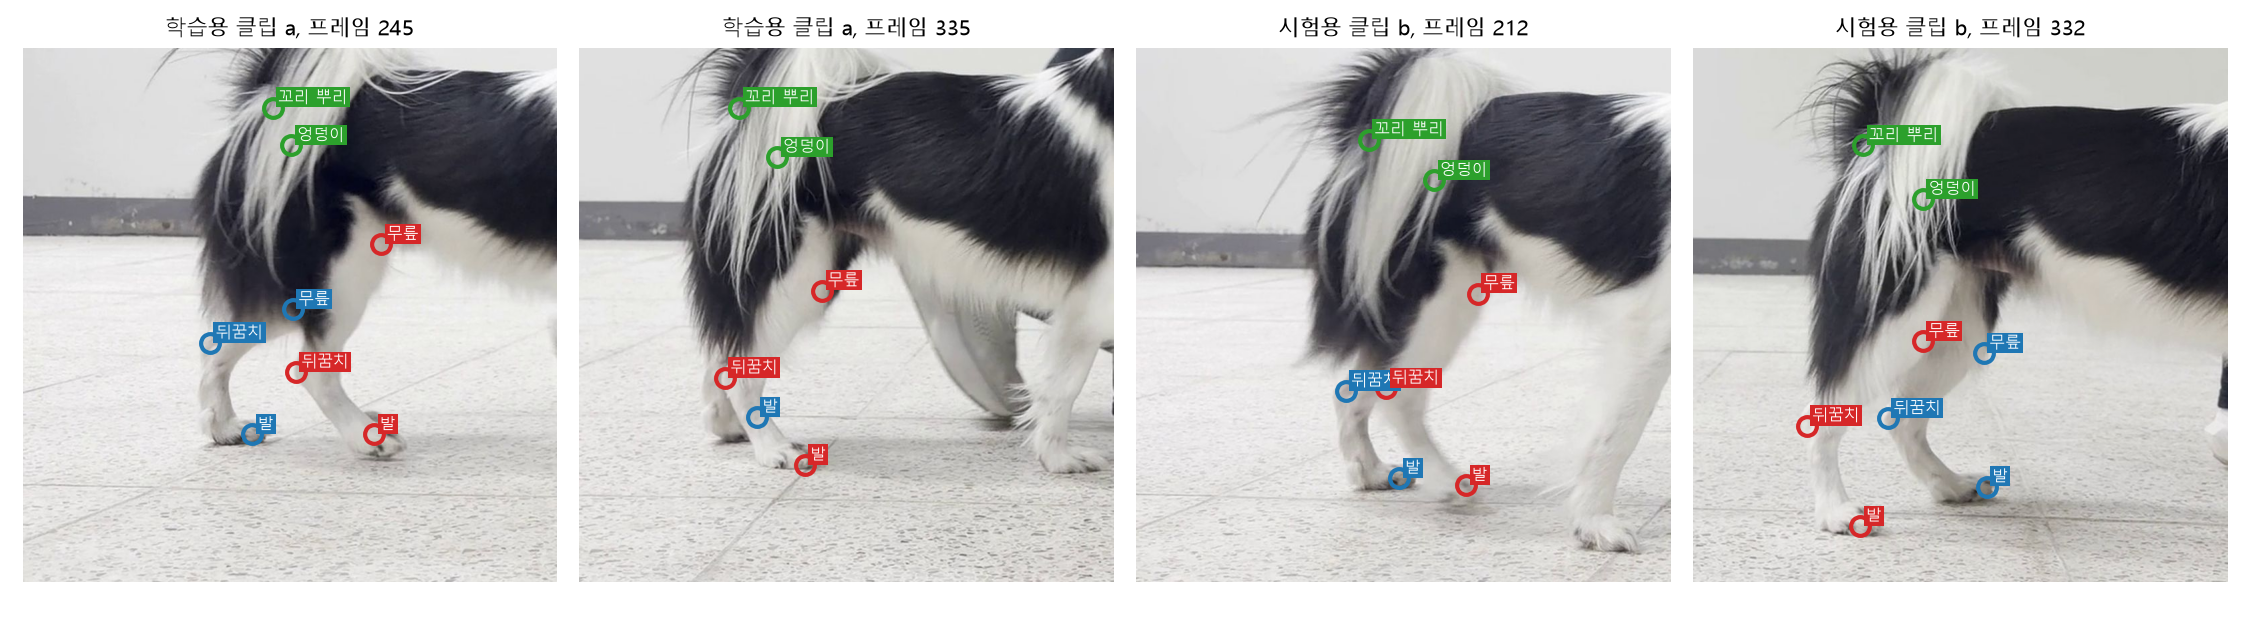 학습용 클립 a, 프레임 245
꼬리 뿌리
엉덩이
무릎
무릎
뒤꿈치
뒤꿈치
발
발
학습용 클립 a, 프레임 335
꼬리 뿌리
엉덩이
무릎
뒤꿈치
발
발
시험용 클립 b, 프레임 212
꼬리 뿌리
엉덩이
무릎
뒤꿈치
뒤꿈치
발
발
시험용 클립 b, 프레임 332
꼬리 뿌리
엉덩이
무릎
무릎
뒤꿈치
뒤꿈치
발
발